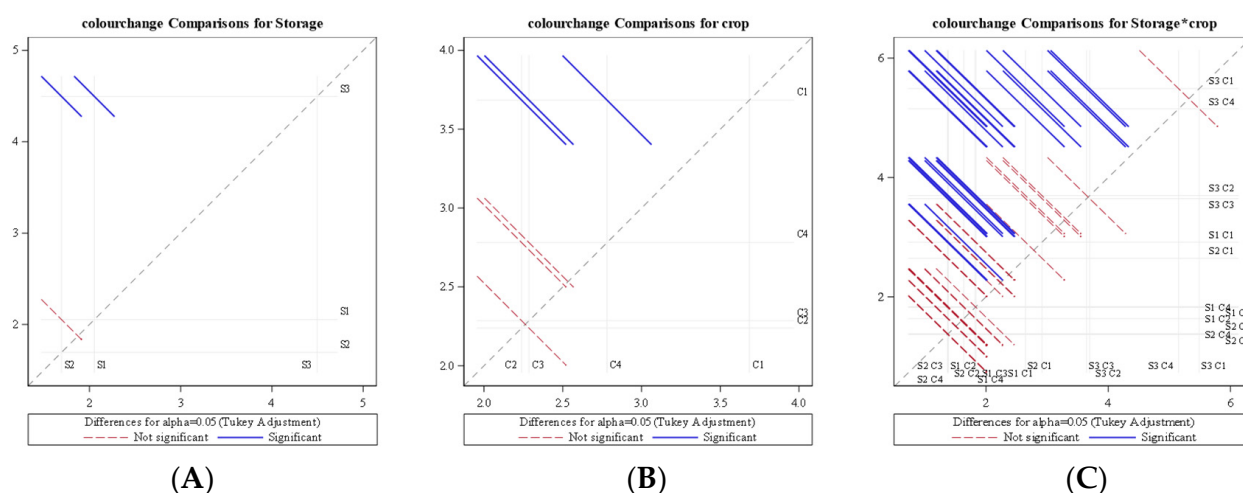 colourchange Comparisons for Storage
5
4
3
2
S3
S1
S2
S2
S1
S3
2
3
4
5
Differences for alpha=0.05 (Tukey Adjustment)
Not significant
Significant
(A)
colourchange Comparisons for crop
4.0
3.5
3.0
2.5
2.0
C1
C4
C3
C2
C2
C3
C4
C1
2.0
2.5
3.0
3.5
4.0
Differences for alpha=0.05 (Tukey Adjustment)
Not significant
Significant
(B)
colourchange Comparisons for Storage*crop
6
4
2
S3 C1
S3 C4
S3 C2
S3 C3
S1 C1
S2 C1
S1 C4
S1 C2
S2 C4
S2 C3
S1 C2
S2 C1
S3 C3
S3 C4
S3 C1
S2 C4
S2 C2
S1 C4
S1 C3
S1 C1
S3 C2
2
4
6
Differences for alpha=0.05 (Tukey Adjustment)
Not significant
Significant
(C)